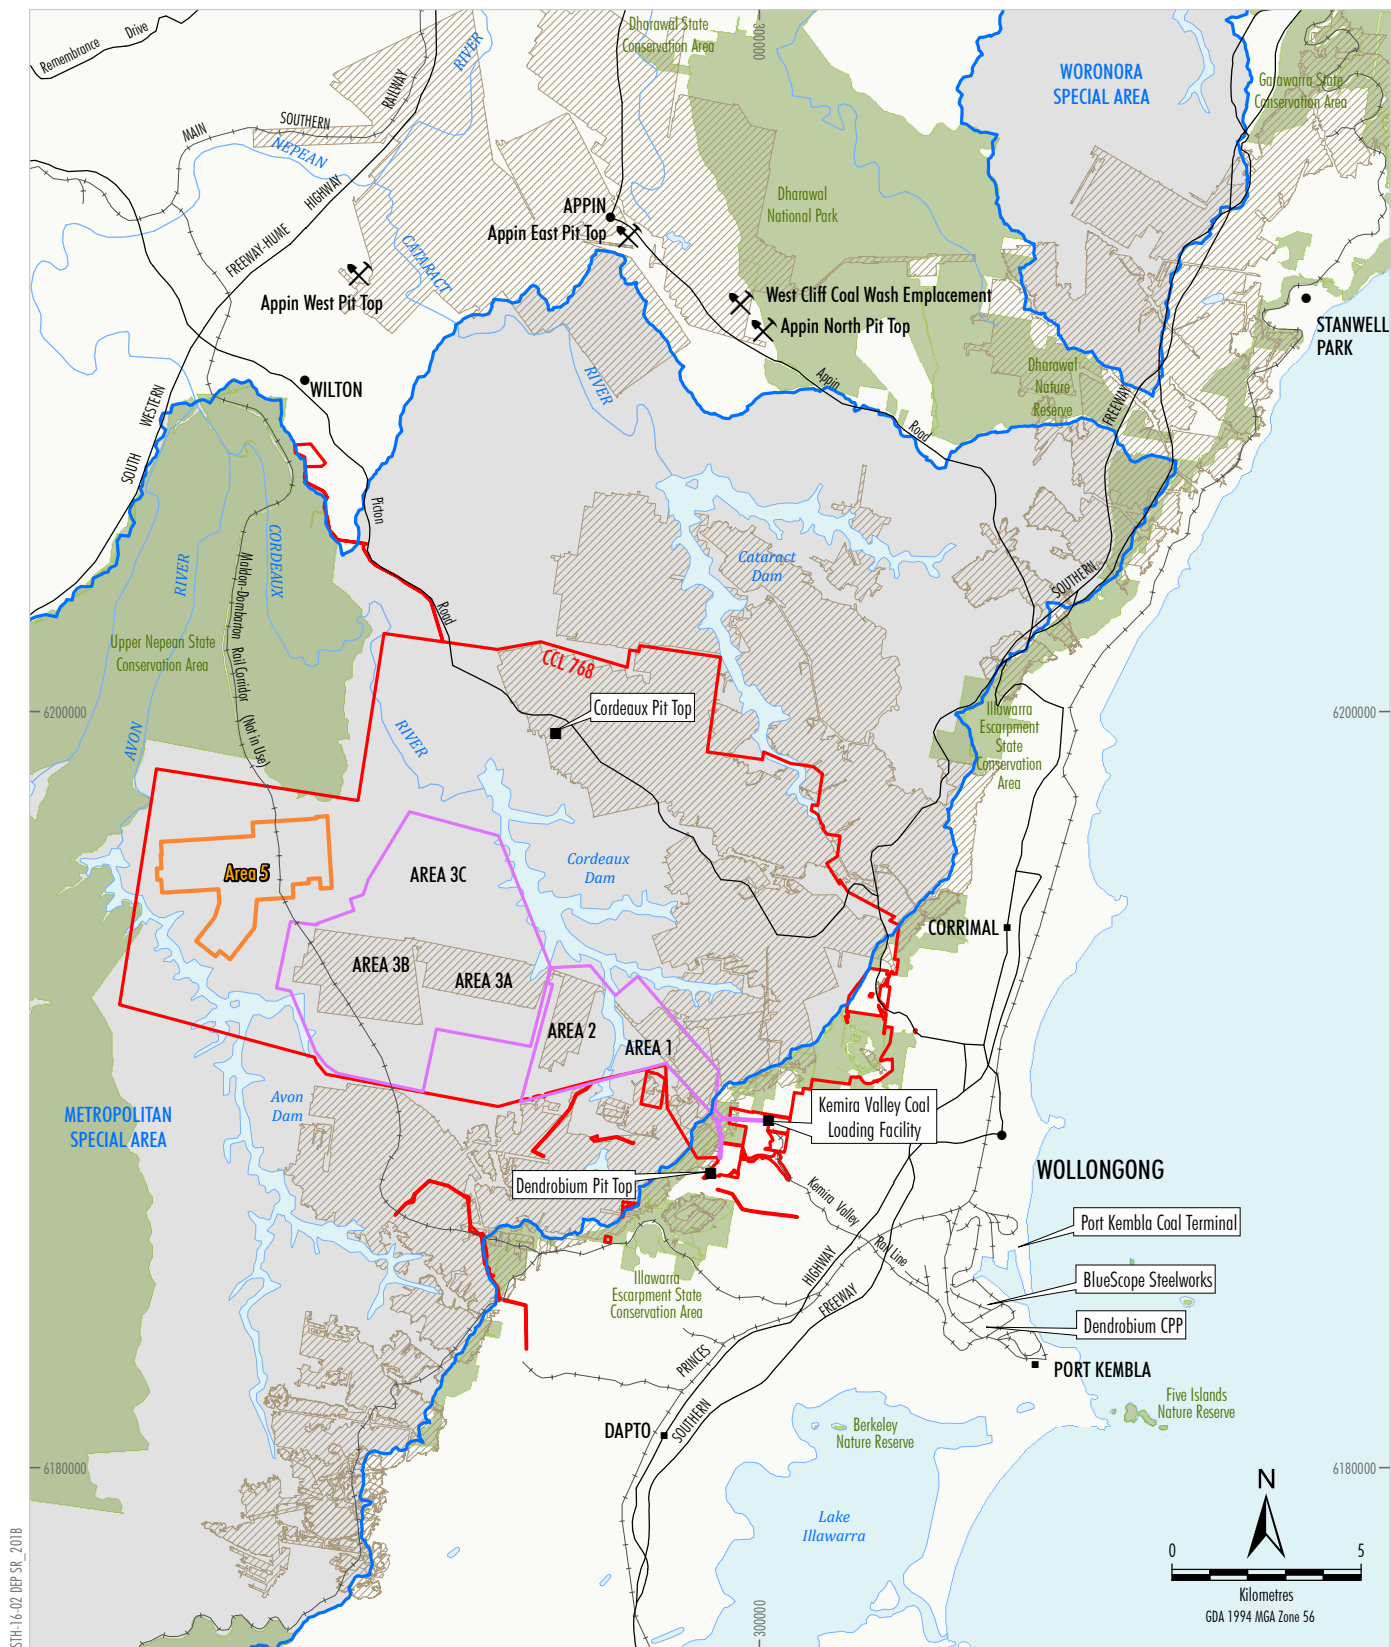 Remembrance Drive
RIVER
Dharawal State
Conservation Area
300000
WORONORA
SPECIAL AREA
Garawarra State
Conservation Area
MAIN SOUTHERN RAILWAY
NEPEAN
Dharawal
National Park
FREEWAY-HUME HIGHWAY
APPIN
Appin East Pit Top
CATARACT
Appin West Pit Top
West Cliff Coal Wash Emplacement
Appin North Pit Top
STANWELL
PARK
WILTON
RIVER
Appin Road
Dharawal
Nature
Reserve
FREEWAY
SOUTH WESTERN
Picton Road
RIVER
CORDEAUX
Maldon-Dombarton Rail Corridor (Not in Use)
Cataract
Dam
SOUTHERN
Upper Nepean State
Conservation Area
CCL 768
Cordeaux Pit Top
6200000
6200000
AVON
RIVER
Illawarra
Escarpment
State
Conservation
Area
Area 5
AREA 3C
Cordeaux
Dam
CORRIMAL
AREA 3B
AREA 3A
AREA 2
AREA 1
Avon
Dam
METROPOLITAN
SPECIAL AREA
Kemira Valley Coal
Loading Facility
WOLLONGONG
Dendrobium Pit Top
Kemira Valley Rail Line
Port Kembla Coal Terminal
BlueScope Steelworks
Dendrobium CPP
Illawarra
Escarpment State
Conservation Area
HIGHWAY
FREEWAY
PRINCES
SOUTHERN
PORT KEMBLA
Five Islands
Nature Reserve
DAPTO
Berkeley
Nature Reserve
6180000
6180000
Lake
Illawarra
N
0 5
Kilometres
GDA 1994 MGA Zone 56
300000
STH-16-02 DEP SR_201B